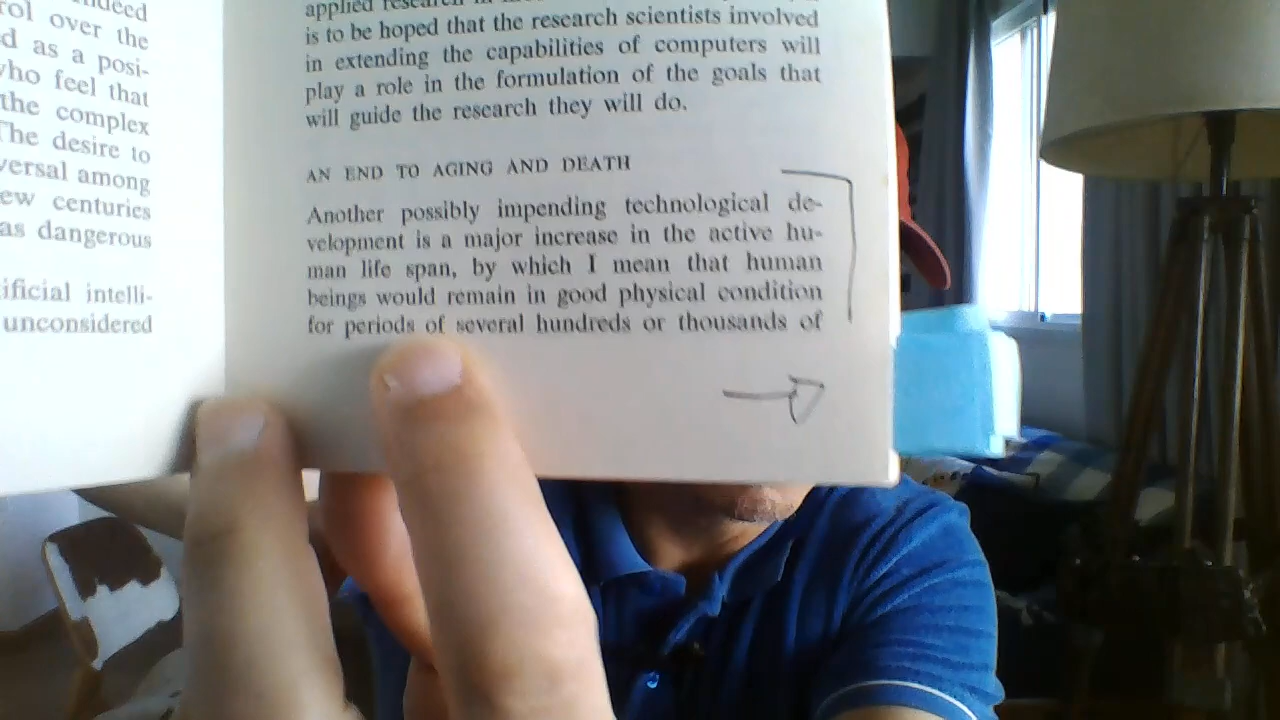 indeed
rol over the
d as a posi-
who feel that
the complex
The desire to
versal among
ew centuries
as dangerous
ificial intelli-
unconsidered
applied research in
is to be hoped that the research scientists involved
in extending the capabilities of computers will
play a role in the formulation of the goals that
will guide the research they will do.
AN END TO AGING AND DEATH
Another possibly impending technological de-
velopment is a major increase in the active hu-
man life span, by which I mean that human
beings would remain in good physical condition
for periods of several hundreds or thousands of